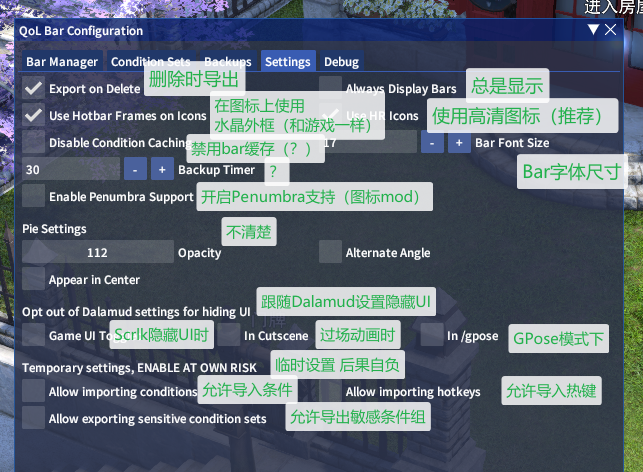 进入房屋
QoL Bar Configuration
Bar Manager Condition Sets Backups Settings Debug
删除时导出
Export on Delete Always Display Bars 总是显示
在图标上使用
水晶外框（和游戏一样）
Use Hotbar Frames on Icons Use HR Icons 使用高清图标（推荐）
Disable Condition Caching 禁用bar缓存（？） 17 - + Bar Font Size
30 - + Backup Timer ？ Bar字体尺寸
Enable Penumbra Support 开启Penumbra支持（图标mod）
Pie Settings 不清楚
112 Opacity Alternate Angle
Appear in Center
Opt out of Dalamud settings for hiding UI 跟随Dalamud设置隐藏UI
Game UI Scrlk隐藏UI时 In Cutscene 过场动画时 In /gpose GPose模式下
Temporary settings, ENABLE AT OWN RISK 临时设置 后果自负
Allow importing conditions 允许导入条件 Allow importing hotkeys 允许导入热键
Allow exporting sensitive condition sets 允许导出敏感条件组